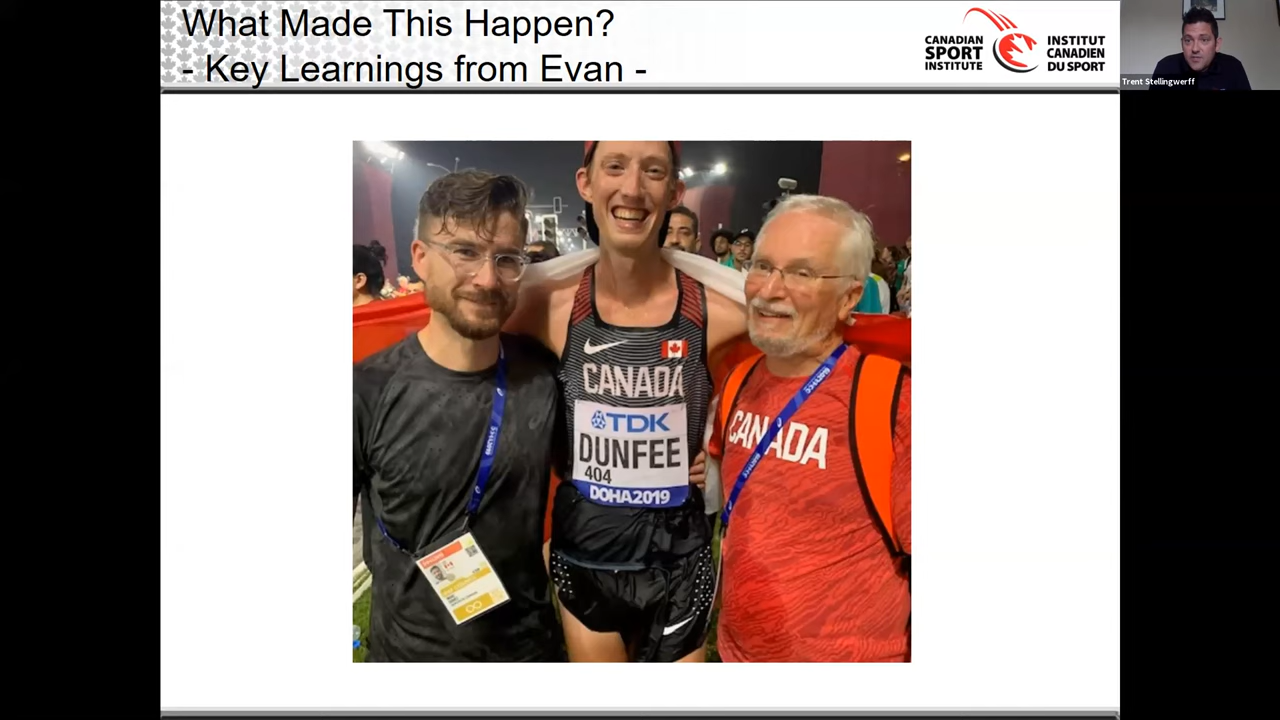 What Made This Happen?
- Key Learnings from Evan -
CANADIAN
SPORT
INSTITUTE
INSTITUT
CANADIEN
DU SPORT
Trent Stellingwerff
CANADA
TDK
DUNFEE
404
DOHA2019
CANADA